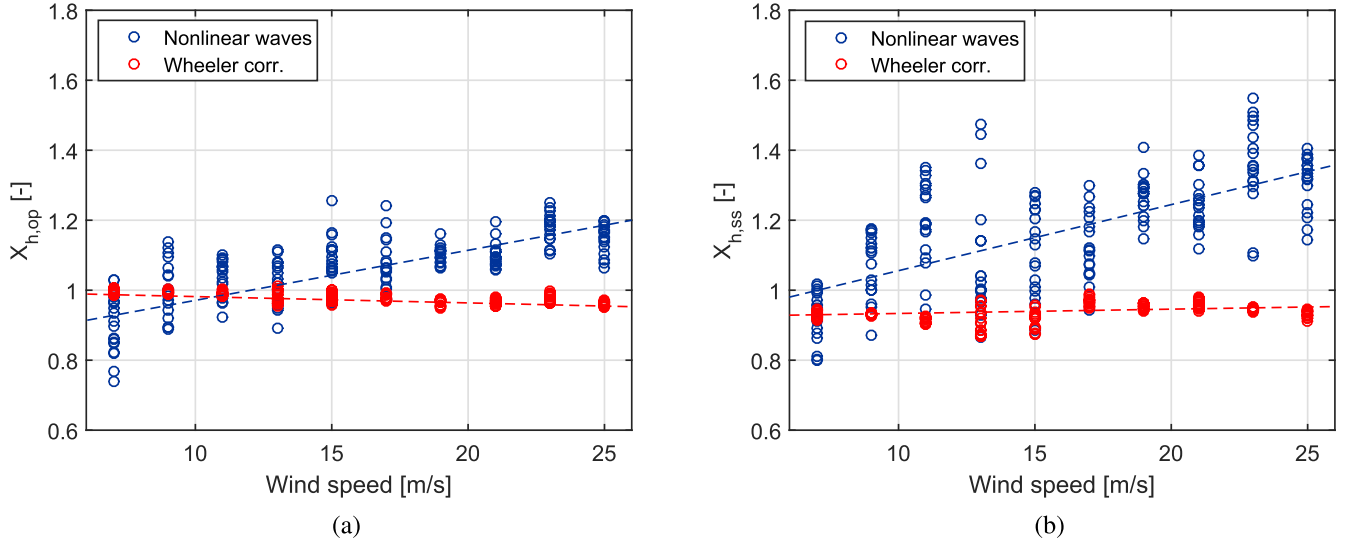 1.8
1.6
1.4
1.2
1
0.8
0.6
X_h,op [-]
Nonlinear waves
Wheeler corr.
10
15
20
25
Wind speed [m/s]
(a)
1.8
1.6
1.4
1.2
1
0.8
0.6
X_h,ss [-]
Nonlinear waves
Wheeler corr.
10
15
20
25
Wind speed [m/s]
(b)